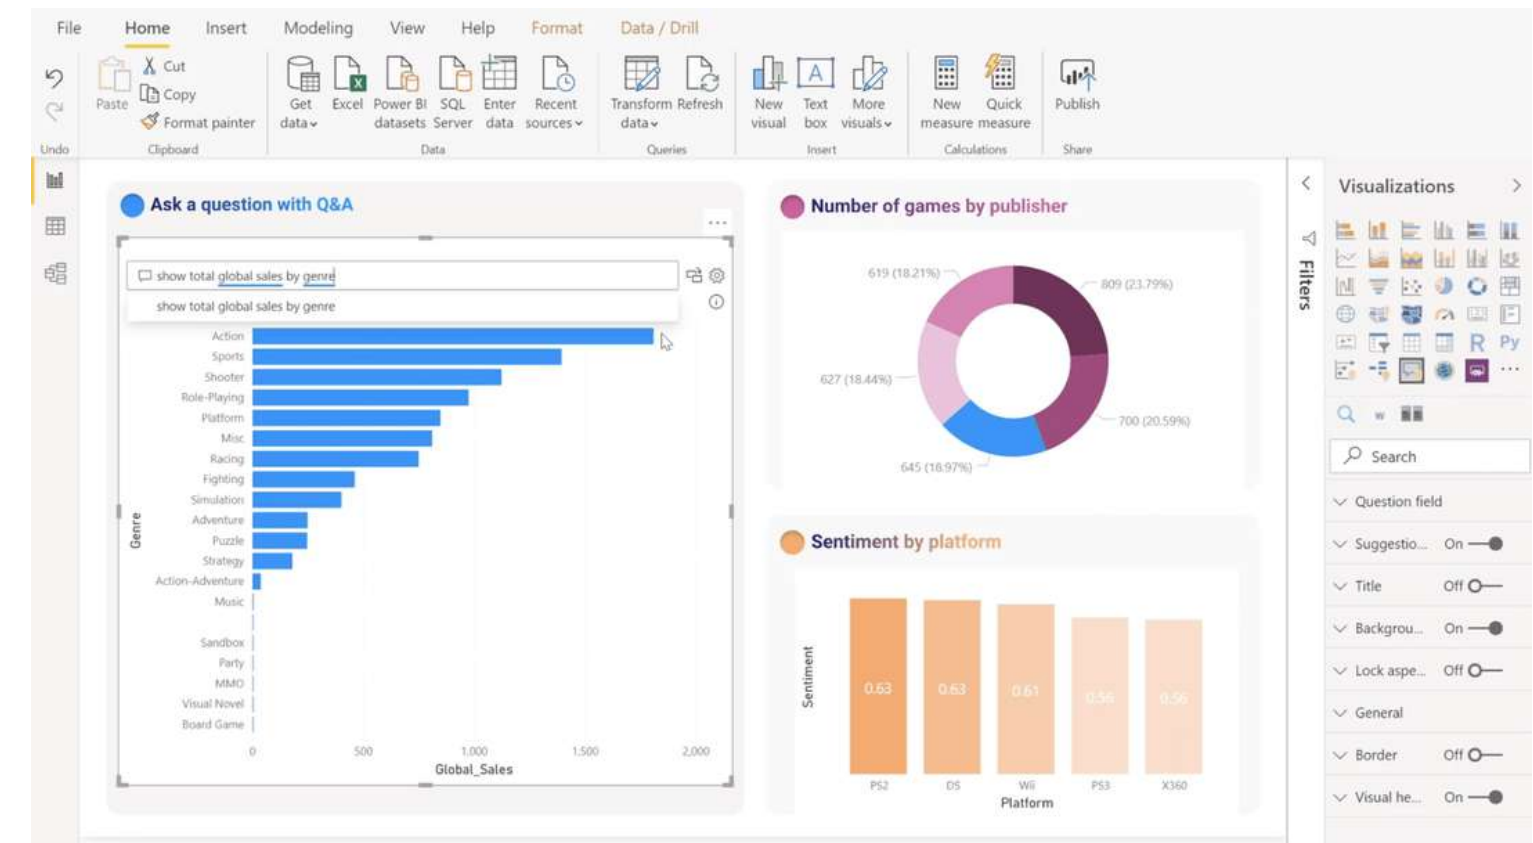 File Home Insert Modeling View Help Format Data / Drill
Paste
Cut
Copy
Format painter
Get data
Excel
Power BI datasets
SQL Server
Enter data
Recent sources
Transform data
Refresh
New visual
Text box
More visuals
New measure
Quick measure
Publish
Undo Clipboard Data Queries Insert Calculations Share
Ask a question with Q&A
...
show total global sales by genre
show total global sales by genre
Genre
Action
Sports
Shooter
Role-Playing
Platform
Misc
Racing
Fighting
Simulation
Adventure
Puzzle
Strategy
Action-Adventure
Music
Sandbox
Party
MMO
Visual Novel
Board Game
0 500 1,000 1,500 2,000
Global_Sales
Number of games by publisher
619 (18.21%)
809 (23.79%)
627 (18.44%)
700 (20.59%)
645 (18.97%)
Sentiment by platform
Sentiment
0.63 0.63 0.61 0.56 0.56
PS2 DS Wii PS3 X360
Platform
Filters
Visualizations
R Py
...
Search
Question field
Suggestio... On
Title Off
Backgrou... On
Lock aspe... Off
General
Border Off
Visual he... On